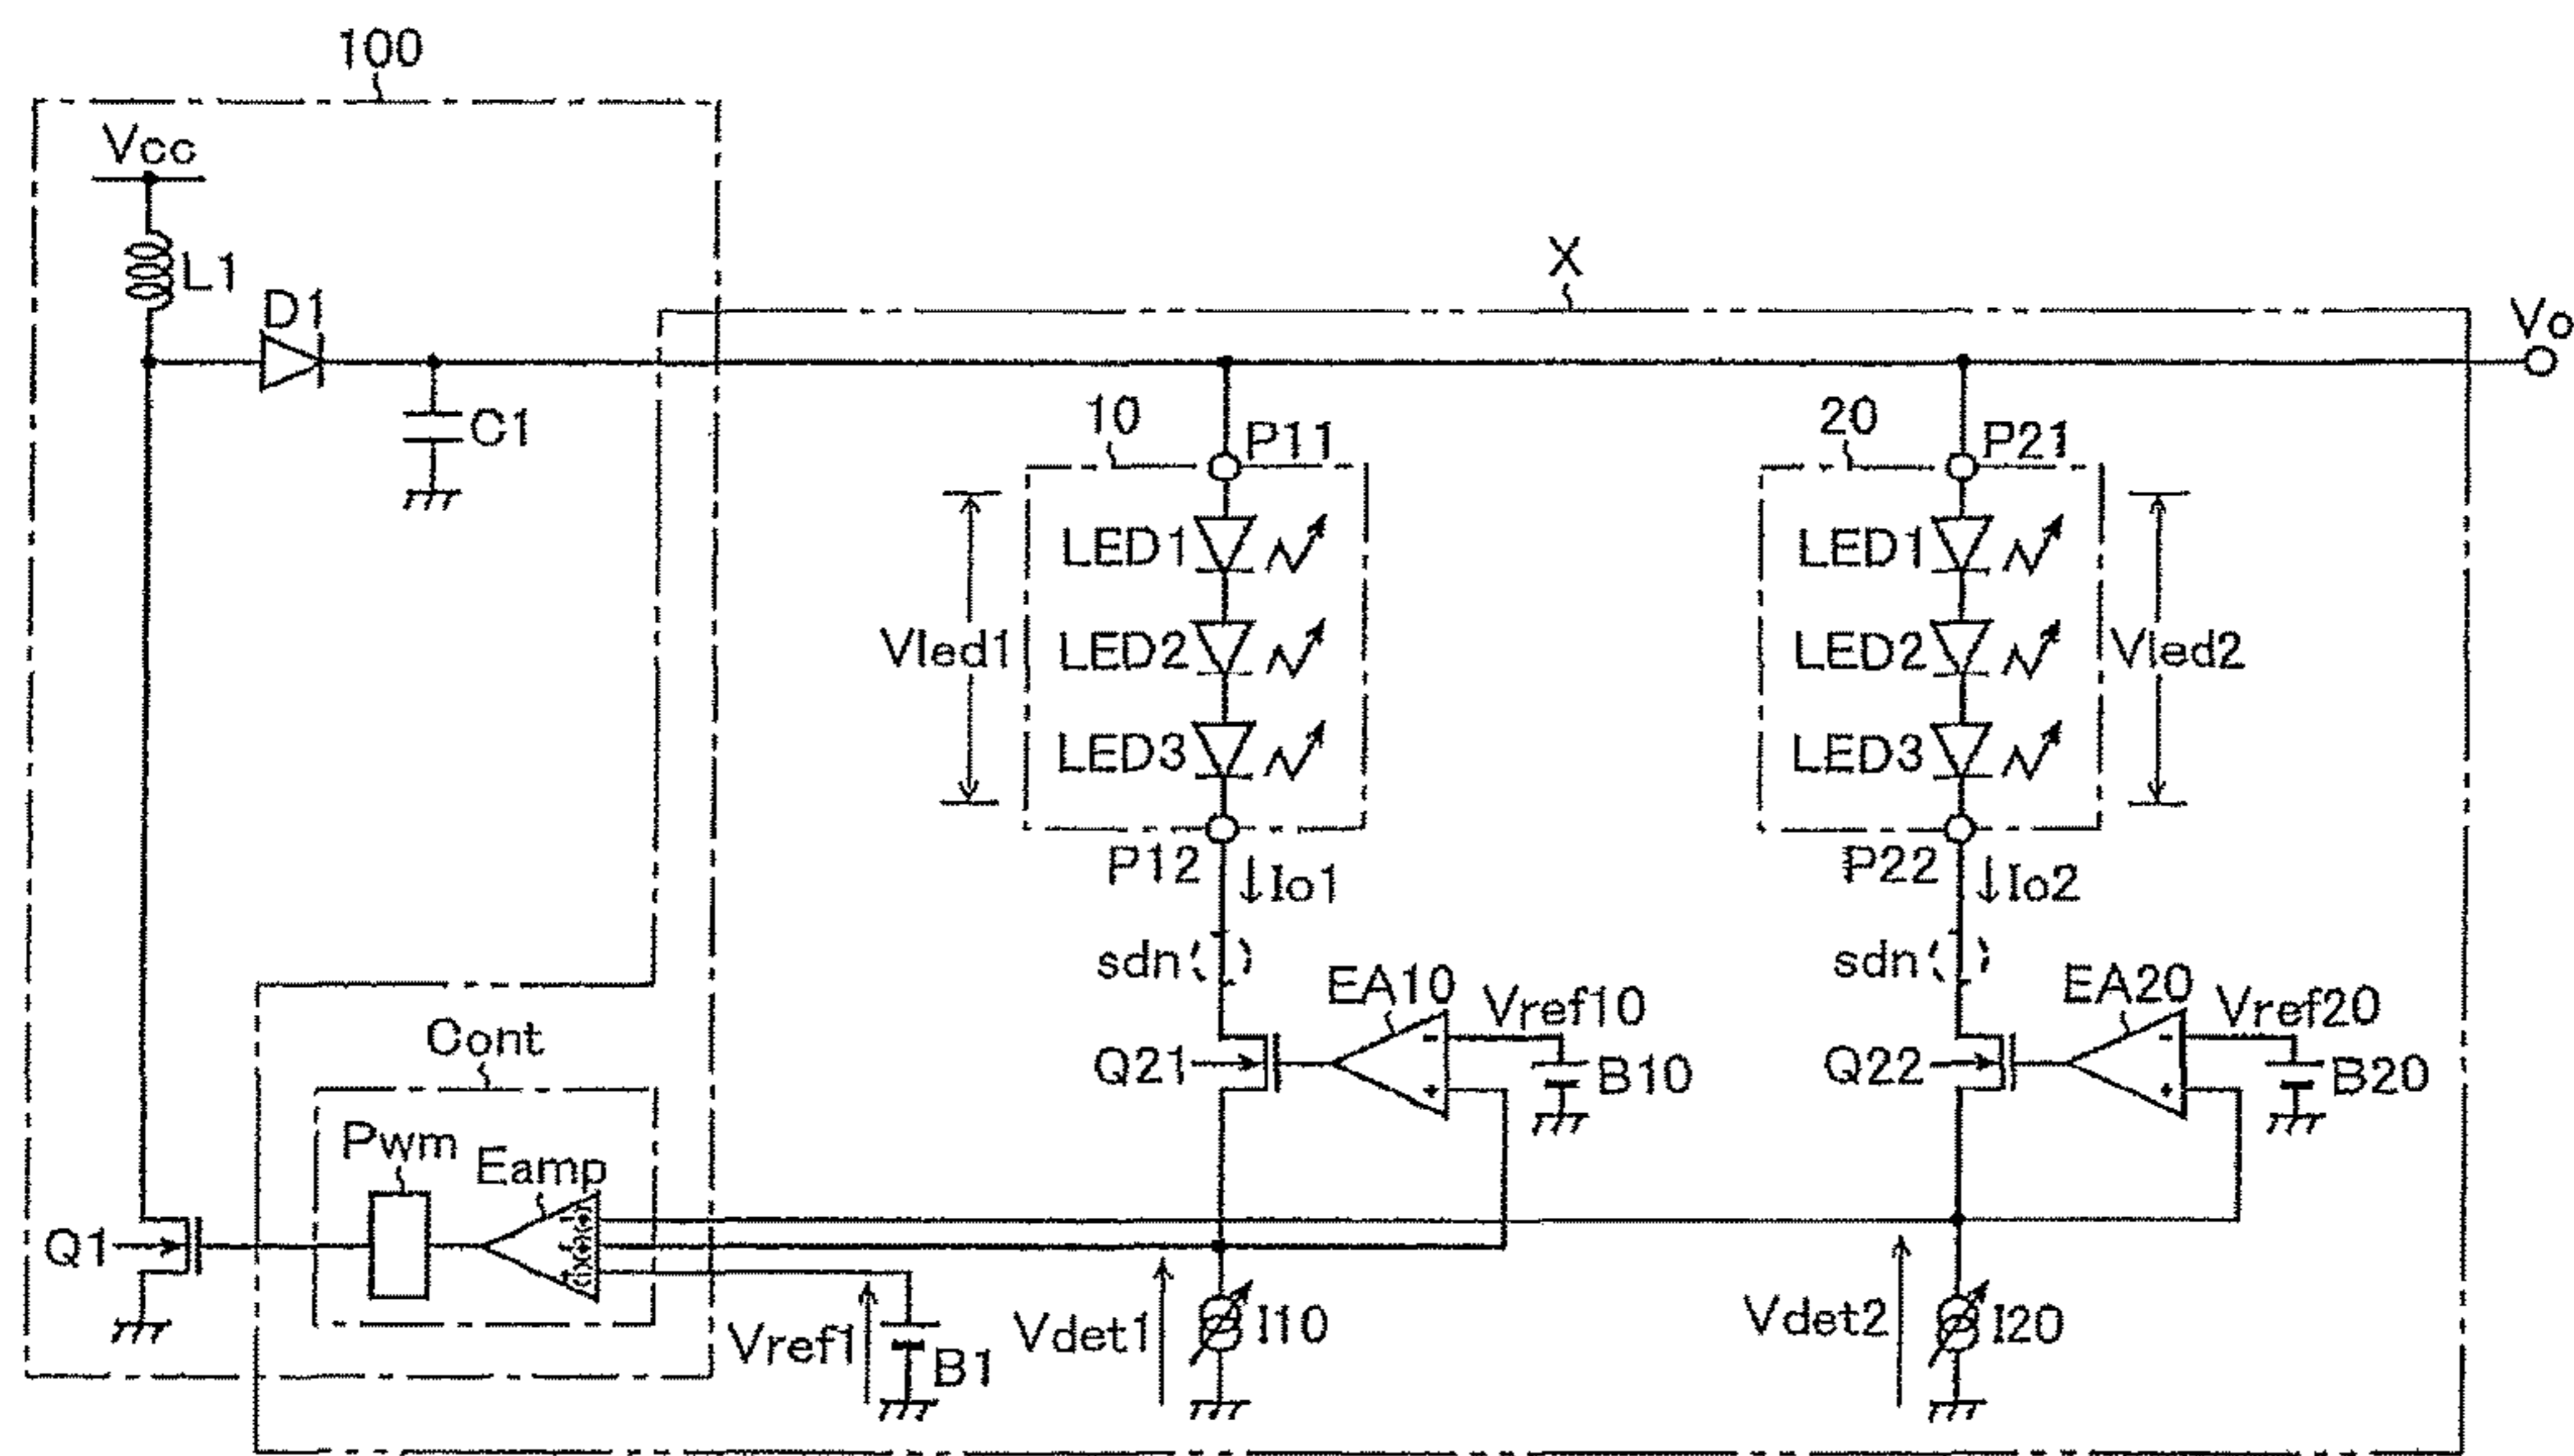 100
Vcc
L1
D1
C1
X
Vo
10
P11
20
P21
LED1
LED1
Vled1
LED2
LED2
Vled2
LED3
LED3
P12
Io1
P22
Io2
sdn
sdn
EA10
Vref10
EA20
Vref20
Q21
-
+
B10
Q22
-
+
B20
Cont
Pwm
Eamp
Q1
Vref1
B1
Vdet1
I10
Vdet2
I20